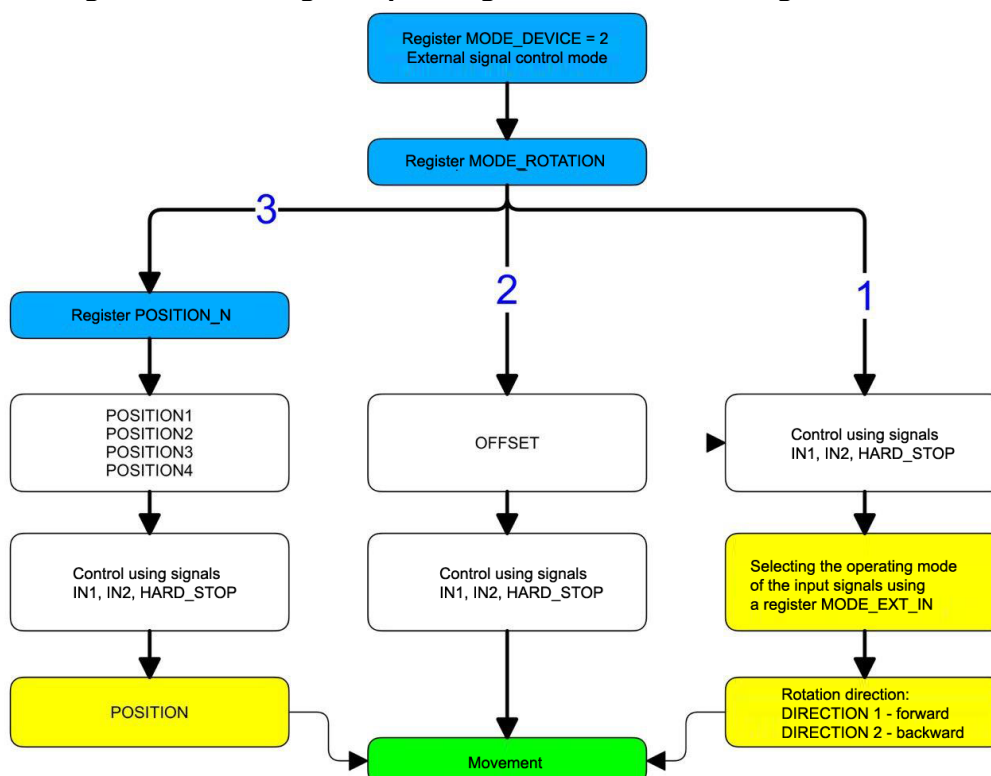 Register MODE_DEVICE = 2
External signal control mode
Register MODE_ROTATION
3
2
1
Register POSITION_N
POSITION1
POSITION2
POSITION3
POSITION4
OFFSET
Control using signals
IN1, IN2, HARD_STOP
Control using signals
IN1, IN2, HARD_STOP
Control using signals
IN1, IN2, HARD_STOP
Selecting the operating mode
of the input signals using
a register MODE_EXT_IN
POSITION
Rotation direction:
DIRECTION 1 - forward
DIRECTION 2 - backward
Movement